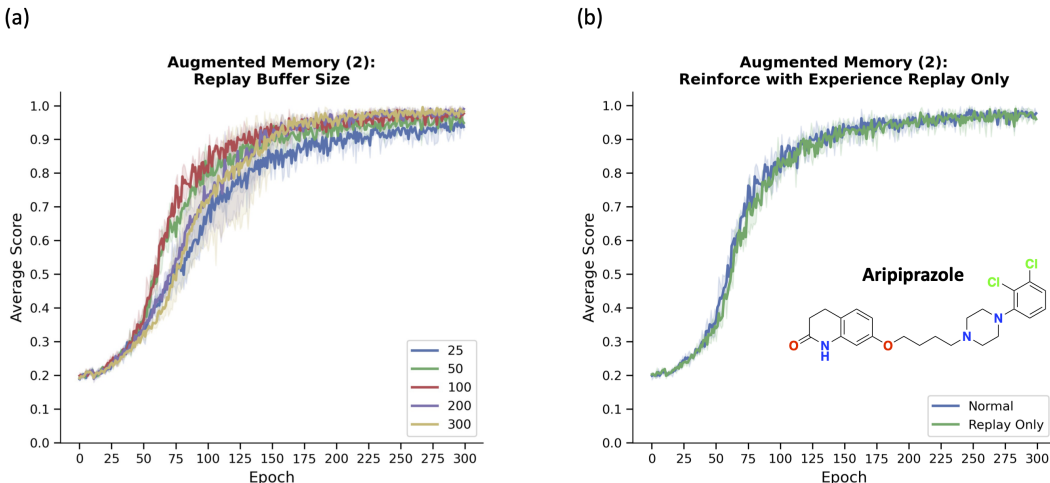 (a)
Augmented Memory (2):
Replay Buffer Size
Average Score
1.0
0.9
0.8
0.7
0.6
0.5
0.4
0.3
0.2
0.1
0.0
0 25 50 75 100 125 150 175 200 225 250 275 300
Epoch
25
50
100
200
300
(b)
Augmented Memory (2):
Reinforce with Experience Replay Only
Average Score
1.0
0.9
0.8
0.7
0.6
0.5
0.4
0.3
0.2
0.1
0.0
0 25 50 75 100 125 150 175 200 225 250 275 300
Epoch
Aripiprazole
Cl
Cl
N
N
O
N
H
O
Normal
Replay Only